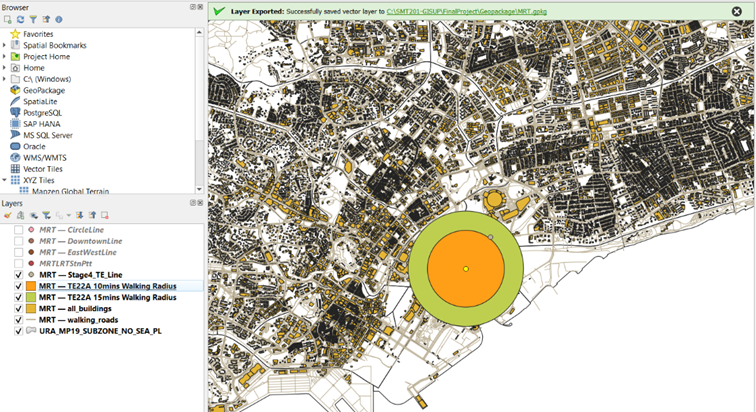 Browser
Layer Exported: Successfully saved vector layer to C:\SMT201-GISUP\FinalProject\Geopackage\MRT.gpkg
Favorites
Spatial Bookmarks
Project Home
Home
C:\ (Windows)
GeoPackage
SpatiaLite
PostgreSQL
SAP HANA
MS SQL Server
Oracle
WMS/WMTS
Vector Tiles
XYZ Tiles
Mapzen Global Terrain
Layers
MRT — CircleLine
MRT — DowntownLine
MRT — EastWestLine
MRT — MRTLRTStnPtt
MRT — Stage4_TE_Line
MRT — TE22A 10mins Walking Radius
MRT — TE22A 15mins Walking Radius
MRT — all_buildings
MRT — walking_roads
URA_MP19_SUBZONE_NO_SEA_PL